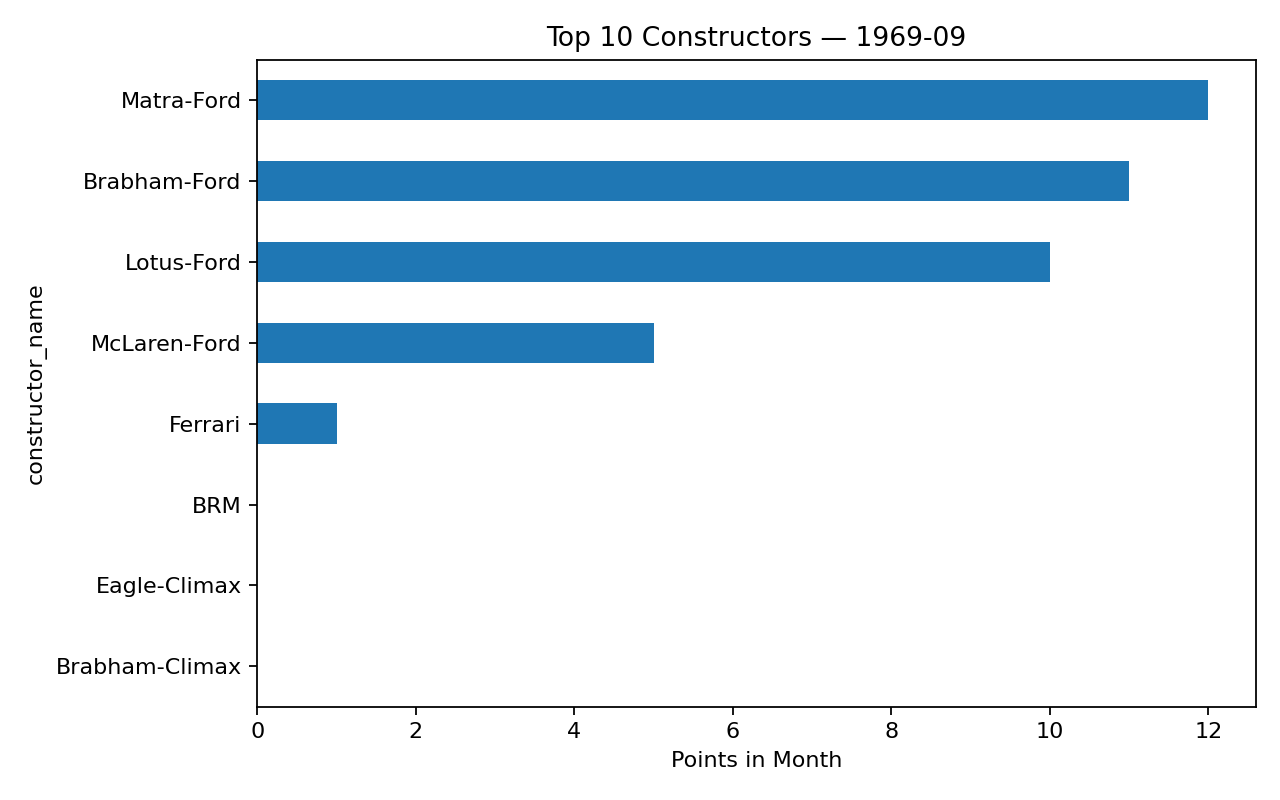 Top 10 Constructors — 1969-09
constructor_name
Matra-Ford
Brabham-Ford
Lotus-Ford
McLaren-Ford
Ferrari
BRM
Eagle-Climax
Brabham-Climax
0 2 4 6 8 10 12
Points in Month